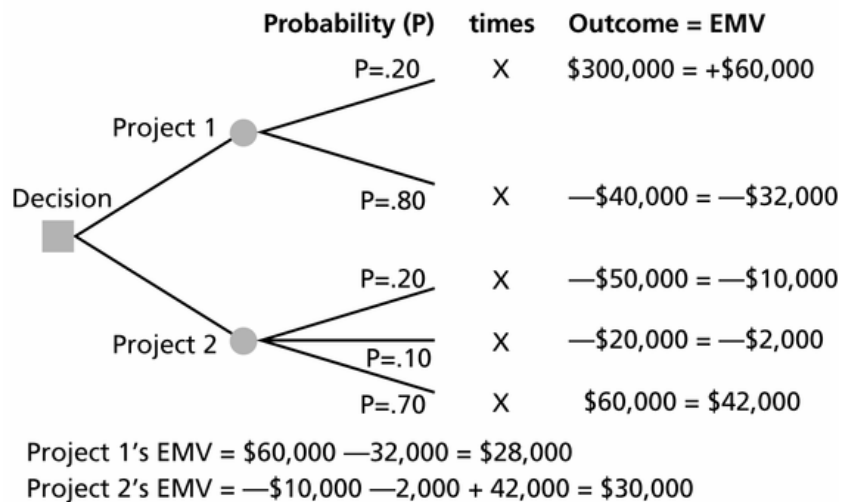 Probability (P) times Outcome = EMV
P=.20 X $300,000 = +$60,000
Project 1
P=.80 X —$40,000 = —$32,000
Decision
P=.20 X —$50,000 = —$10,000
Project 2 X —$20,000 = —$2,000
P=.10
P=.70 X $60,000 = $42,000
Project 1’s EMV = $60,000 —32,000 = $28,000
Project 2’s EMV = —$10,000 —2,000 + 42,000 = $30,000